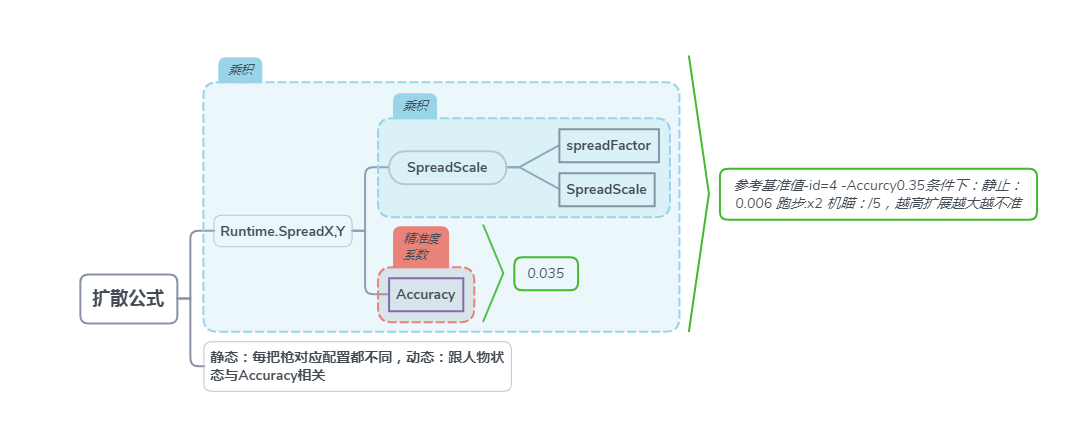 乘积
乘积
spreadFactor
SpreadScale
SpreadScale
参考基准值-id=4 -Accurcy0.35条件下：静止：
0.006 跑步:x2 机瞄：/5，越高扩展越大越不准
Runtime.SpreadX,Y
精准度
系数
0.035
Accuracy
扩散公式
静态：每把枪对应配置都不同，动态：跟人物状
态与Accuracy相关